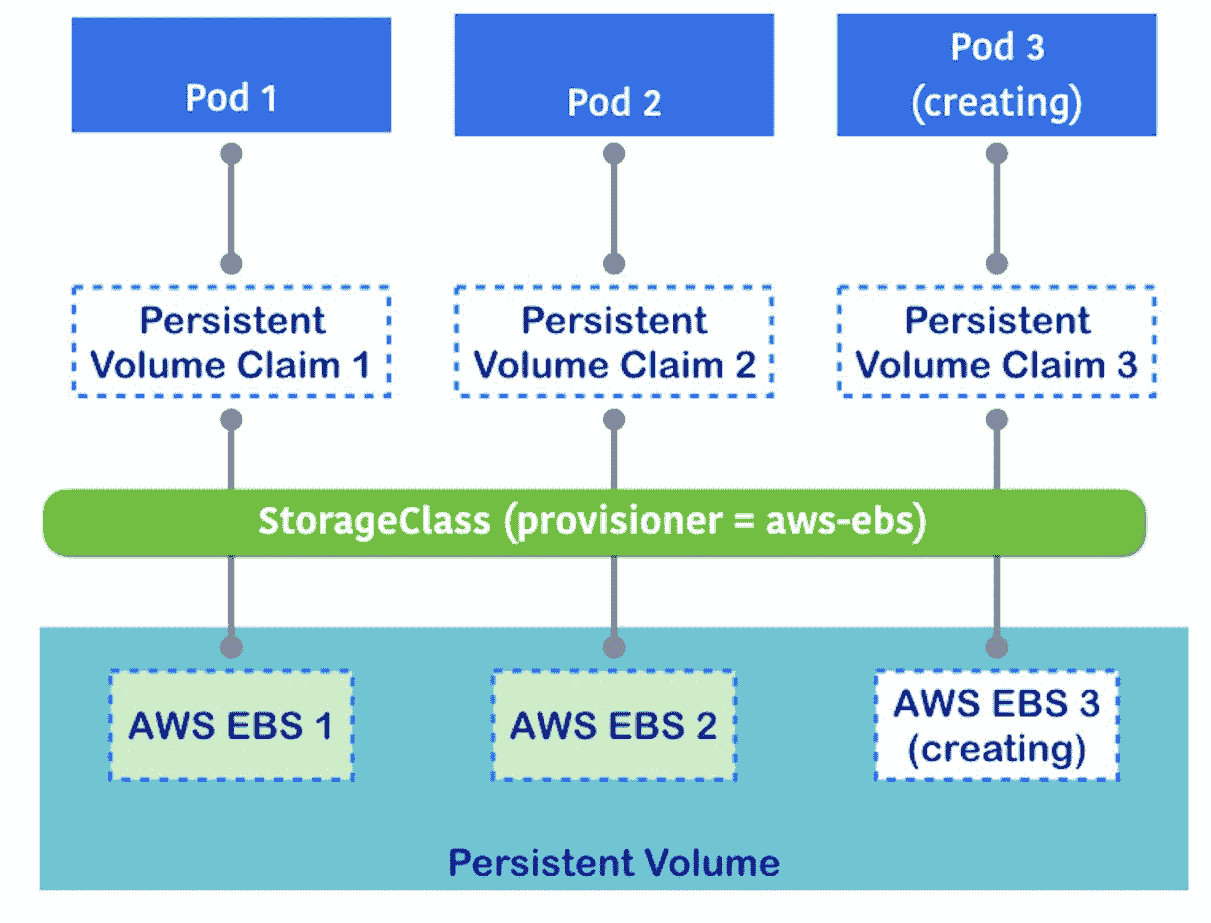 Pod 1
Pod 2
Pod 3
(creating)
Persistent
Volume Claim 1
Persistent
Volume Claim 2
Persistent
Volume Claim 3
StorageClass (provisioner = aws-ebs)
AWS EBS 1
AWS EBS 2
AWS EBS 3
(creating)
Persistent Volume